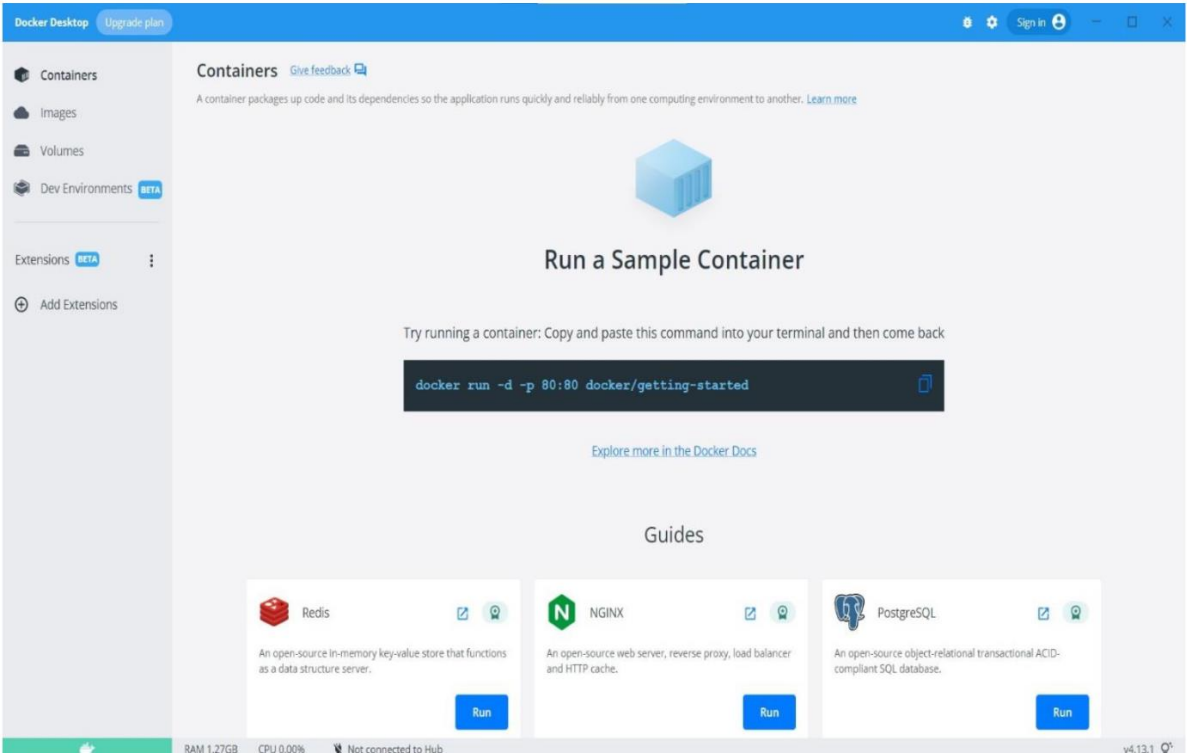 Docker Desktop Upgrade plan Sign in
Containers
Images
Volumes
Dev Environments BETA
Extensions BETA
Add Extensions
Containers Give feedback
A container packages up code and its dependencies so the application runs quickly and reliably from one computing environment to another. Learn more
Run a Sample Container
Try running a container: Copy and paste this command into your terminal and then come back
docker run -d -p 80:80 docker/getting-started
Explore more in the Docker Docs
Guides
Redis
An open-source in-memory key-value store that functions
as a data structure server.
Run
NGINX
An open-source web server, reverse proxy, load balancer
and HTTP cache.
Run
PostgreSQL
An open-source object-relational transactional ACID-
compliant SQL database.
Run
RAM 1.27GB CPU 0.00% Not connected to Hub v4.13.1